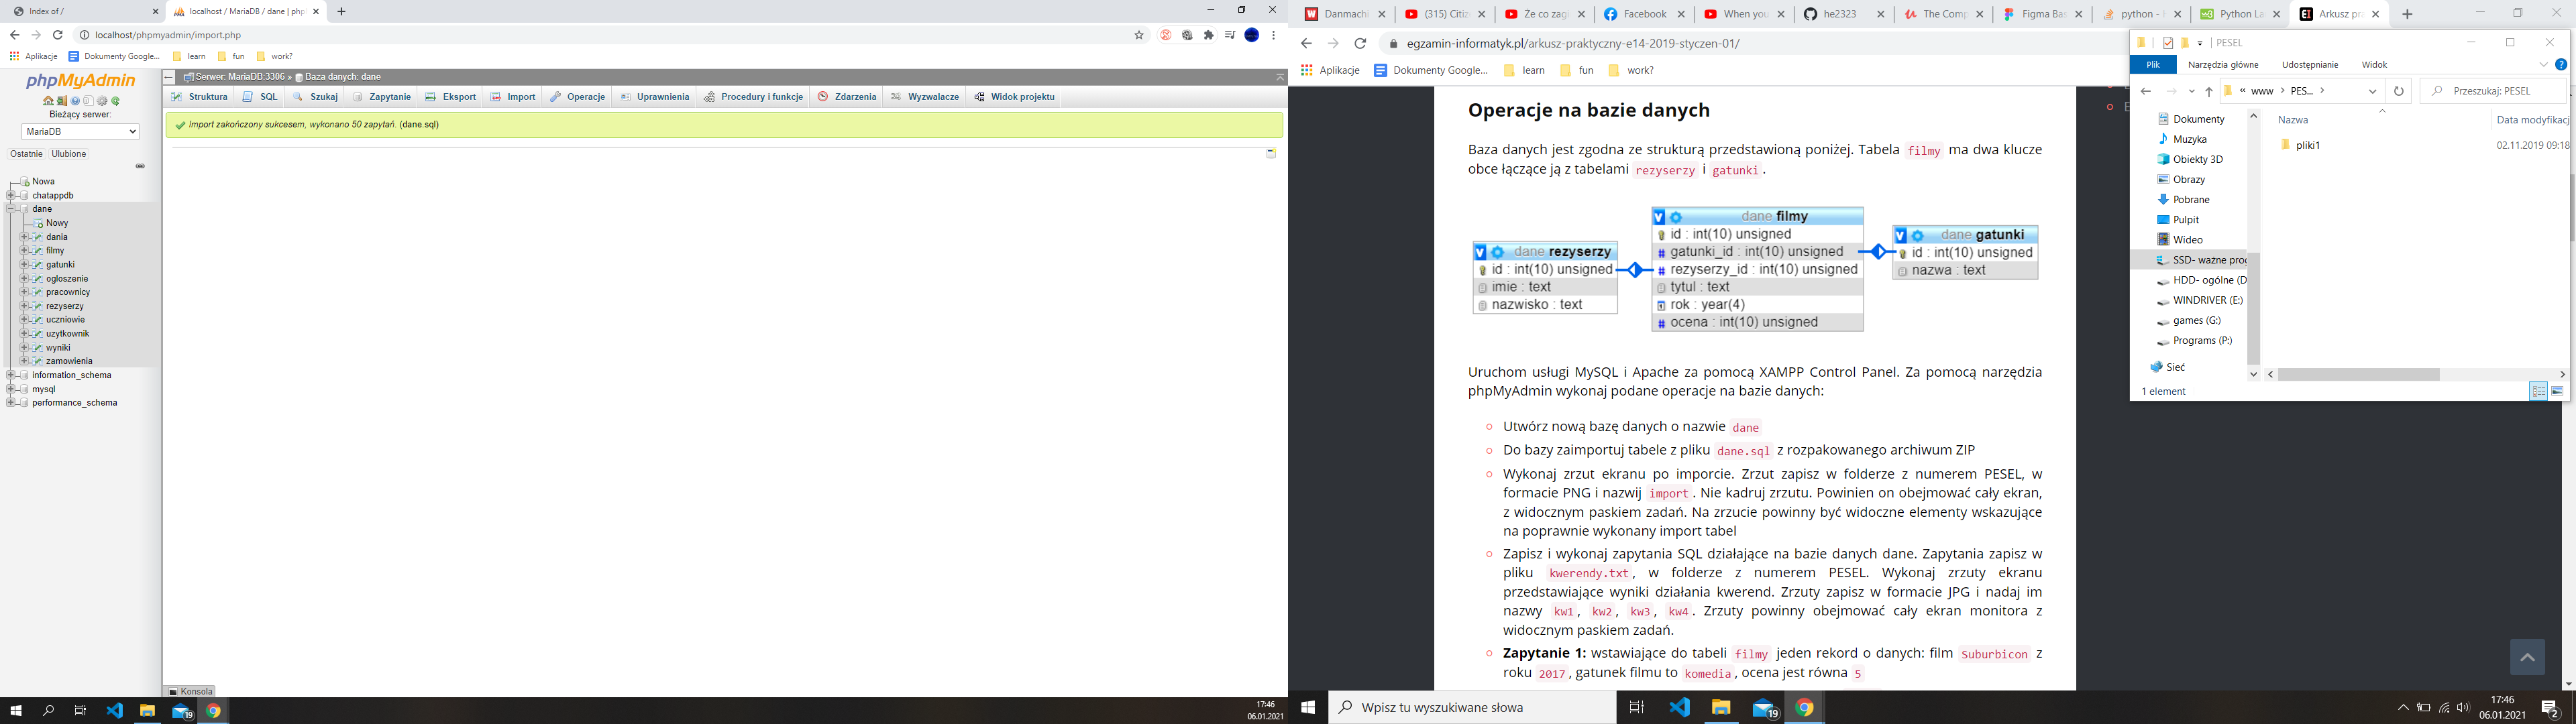 Index of /
localhost / MariaDB / dane | php
localhost/phpmyadmin/import.php
Aplikacje
Dokumenty Google...
learn
fun
work?
phpMyAdmin
Bieżący serwer:
MariaDB
Ostatnie
Ulubione
Nowa
chatappdb
dane
Nowy
dania
filmy
gatunki
ogloszenie
pracownicy
rezyserzy
uczniowie
uzytkownik
wyniki
zamowienia
information_schema
mysql
performance_schema
Serwer: MariaDB:3306 » Baza danych: dane
Struktura
SQL
Szukaj
Zapytanie
Eksport
Import
Operacje
Uprawnienia
Procedury i funkcje
Zdarzenia
Wyzwalacze
Widok projektu
Import zakończony sukcesem, wykonano 50 zapytań. (dane.sql)
Konsola
19
17:46
06.01.2021
Danmachi
(315) Citiz
Że co zag
Facebook
When you
he2323
The Comp
Figma Bas
python -
Python La
Arkusz pra
egzamin-informatyk.pl/arkusz-praktyczny-e14-2019-styczen-01/
Aplikacje
Dokumenty Google...
learn
fun
work?
Operacje na bazie danych
Baza danych jest zgodna ze strukturą przedstawioną poniżej. Tabela filmy ma dwa klucze
obce łączące ją z tabelami rezyserzy i gatunki.
dane rezyserzy
id : int(10) unsigned
imie : text
nazwisko : text
dane filmy
id : int(10) unsigned
gatunki_id : int(10) unsigned
rezyserzy_id : int(10) unsigned
tytul : text
rok : year(4)
ocena : int(10) unsigned
dane gatunki
id : int(10) unsigned
nazwa : text
Uruchom usługi MySQL i Apache za pomocą XAMPP Control Panel. Za pomocą narzędzia
phpMyAdmin wykonaj podane operacje na bazie danych:
Utwórz nową bazę danych o nazwie dane
Do bazy zaimportuj tabele z pliku dane.sql z rozpakowanego archiwum ZIP
Wykonaj zrzut ekranu po imporcie. Zrzut zapisz w folderze z numerem PESEL, w
formacie PNG i nazwij import. Nie kadruj zrzutu. Powinien on obejmować cały ekran,
z widocznym paskiem zadań. Na zrzucie powinny być widoczne elementy wskazujące
na poprawnie wykonany import tabel
Zapisz i wykonaj zapytania SQL działające na bazie danych dane. Zapytania zapisz w
pliku kwerendy.txt, w folderze z numerem PESEL. Wykonaj zrzuty ekranu
przedstawiające wyniki działania kwerend. Zrzuty zapisz w formacie JPG i nadaj im
nazwy kw1, kw2, kw3, kw4. Zrzuty powinny obejmować cały ekran monitora z
widocznym paskiem zadań.
Zapytanie 1: wstawiające do tabeli filmy jeden rekord o danych: film Suburbicon z
roku 2017, gatunek filmu to komedia, ocena jest równa 5
PESEL
Plik
Narzędzia główne
Udostępnianie
Widok
« www > PES... >
Przeszukaj: PESEL
Dokumenty
Muzyka
Obiekty 3D
Obrazy
Pobrane
Pulpit
Wideo
SSD- ważne prog
HDD- ogólne (D
WINDRIVER (E:)
games (G:)
Programs (P:)
Sieć
Nazwa
Data modyfikacj
pliki1
02.11.2019 09:18
1 element
Wpisz tu wyszukiwane słowa
19
17:46
06.01.2021
2